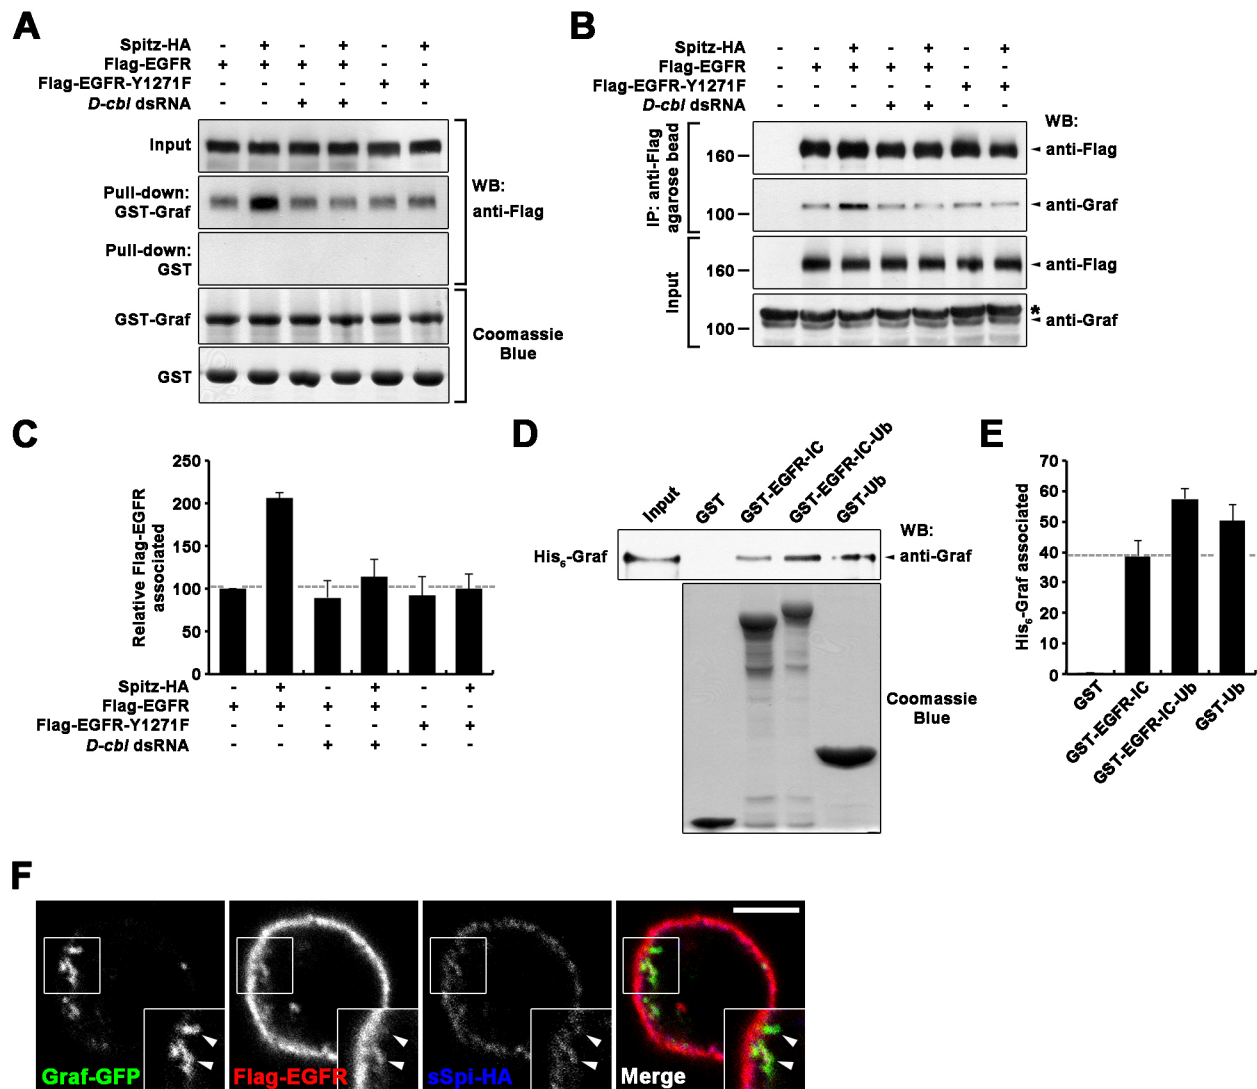 A
Spitz-HA - + - + - +
Flag-EGFR + + + + - -
Flag-EGFR-Y1271F - - - - + +
D-cbl dsRNA - - + + - -
Input
Pull-down:
GST-Graf
Pull-down:
GST
WB:
anti-Flag
GST-Graf
GST
Coomassie
Blue
B
Spitz-HA - - + - + - +
Flag-EGFR - + + + + - -
Flag-EGFR-Y1271F - - - - - + +
D-cbl dsRNA - - - + + - -
WB:
IP: anti-Flag
agarose bead
160
anti-Flag
100
anti-Graf
Input
160
anti-Flag
100
*
anti-Graf
C
Relative Flag-EGFR
associated
250
200
150
100
50
0
Spitz-HA - + - + - +
Flag-EGFR + + + + - -
Flag-EGFR-Y1271F - - - - + +
D-cbl dsRNA - - + + - -
D
Input
GST
GST-EGFR-IC
GST-EGFR-IC-Ub
GST-Ub
WB:
His6-Graf
anti-Graf
Coomassie
Blue
E
His6-Graf associated
70
60
50
40
30
20
10
0
GST
GST-EGFR-IC
GST-EGFR-IC-Ub
GST-Ub
F
Graf-GFP
Flag-EGFR
sSpi-HA
Merge